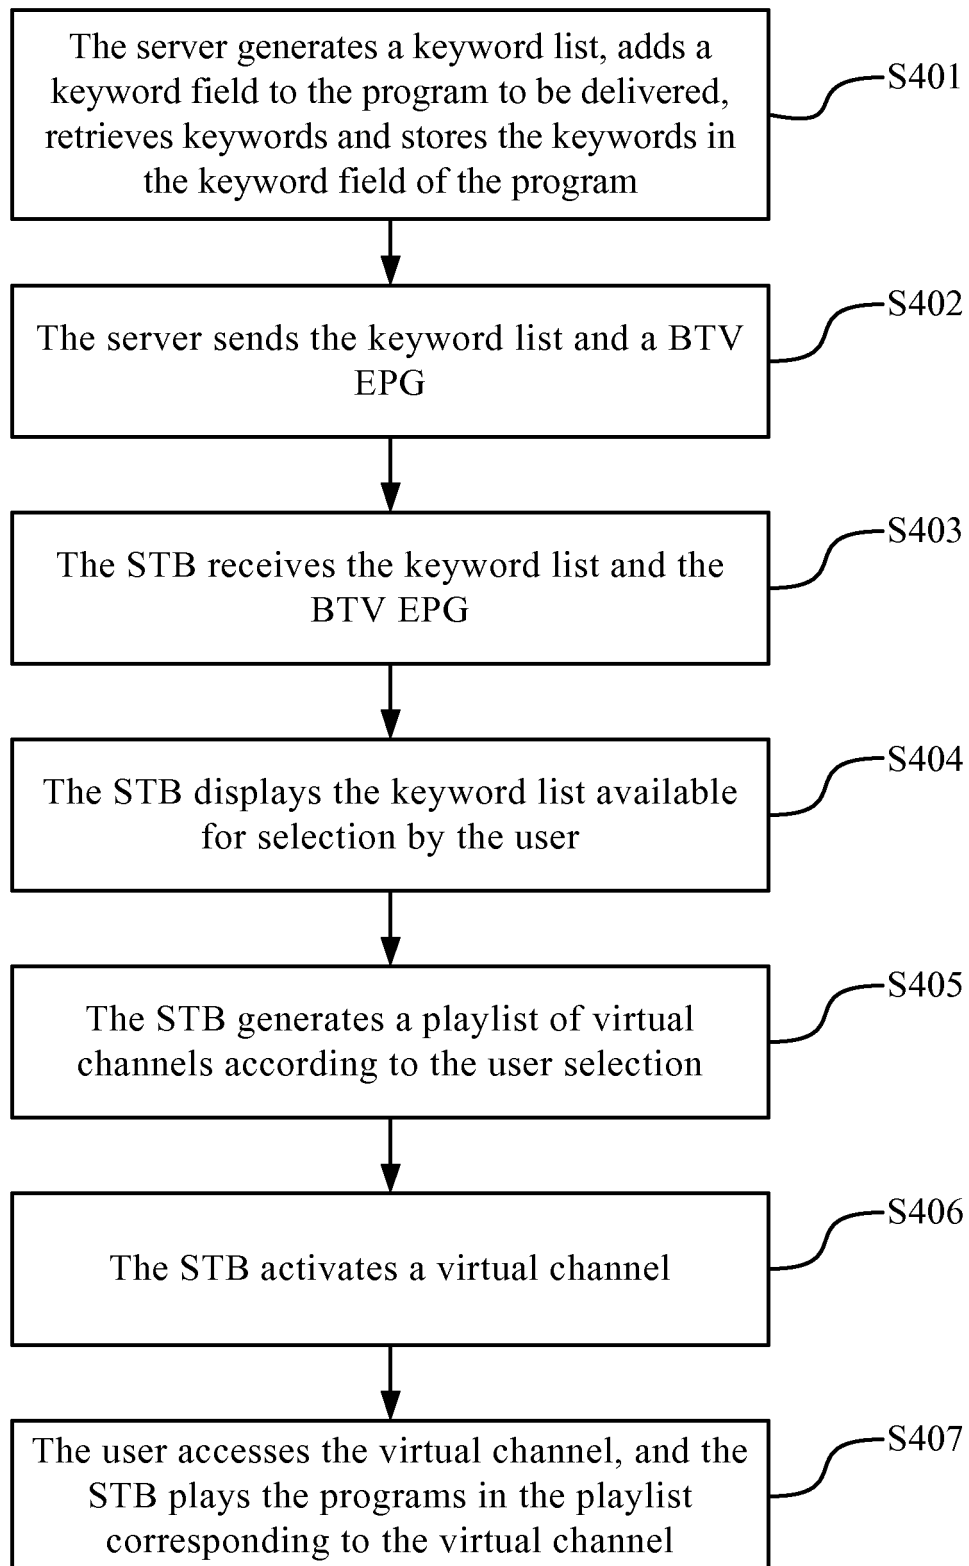 The server generates a keyword list, adds a
keyword field to the program to be delivered,
retrieves keywords and stores the keywords in
the keyword field of the program
S401
The server sends the keyword list and a BTV
EPG
S402
The STB receives the keyword list and the
BTV EPG
S403
The STB displays the keyword list available
for selection by the user
S404
The STB generates a playlist of virtual
channels according to the user selection
S405
The STB activates a virtual channel
S406
The user accesses the virtual channel, and the
STB plays the programs in the playlist
corresponding to the virtual channel
S407